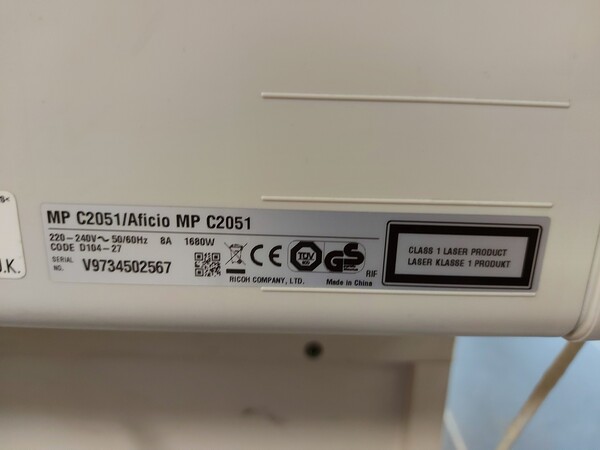 MP C2051/Aficio MP C2051
220-240V~ 50/60Hz 8A 1680W
CODE D104-27
SERIAL NO. V9734502567
CE
TÜV
GS
RICOH COMPANY, LTD.
Made in China
RIF
CLASS 1 LASER PRODUCT
LASER KLASSE 1 PRODUKT
.K.